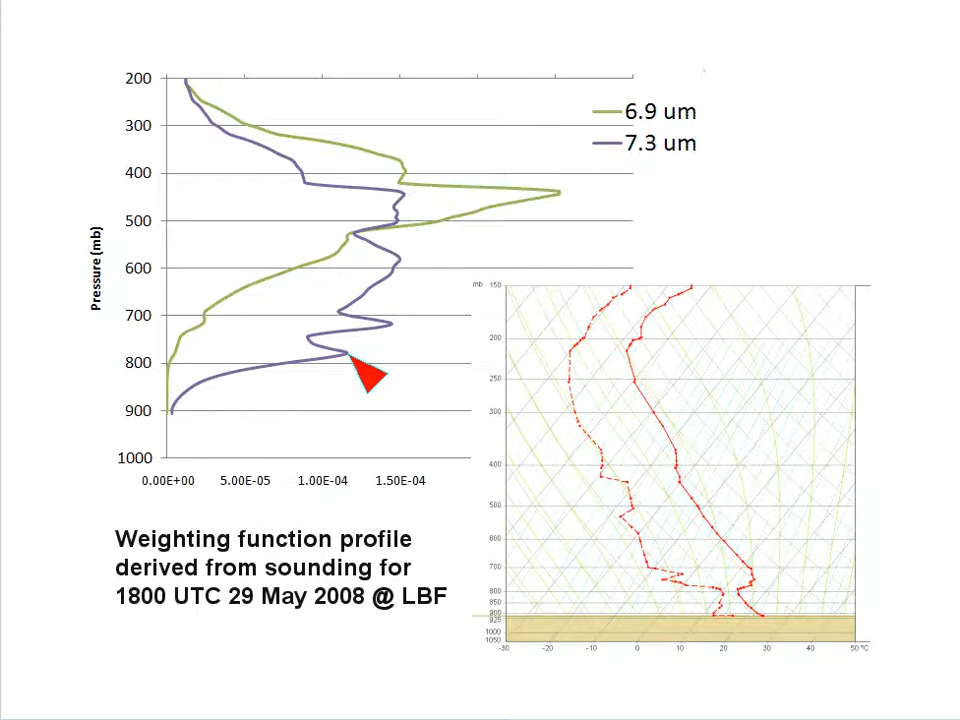 200
300
400
500
600
700
800
900
1000
Pressure (mb)
0.00E+00 5.00E-05 1.00E-04 1.50E-04
6.9 um
7.3 um
mb
150
200
250
300
400
500
600
700
800
850
900
925
1000
1050
-30 -20 -10 0 10 20 30 40 50 °C
Weighting function profile
derived from sounding for
1800 UTC 29 May 2008 @ LBF